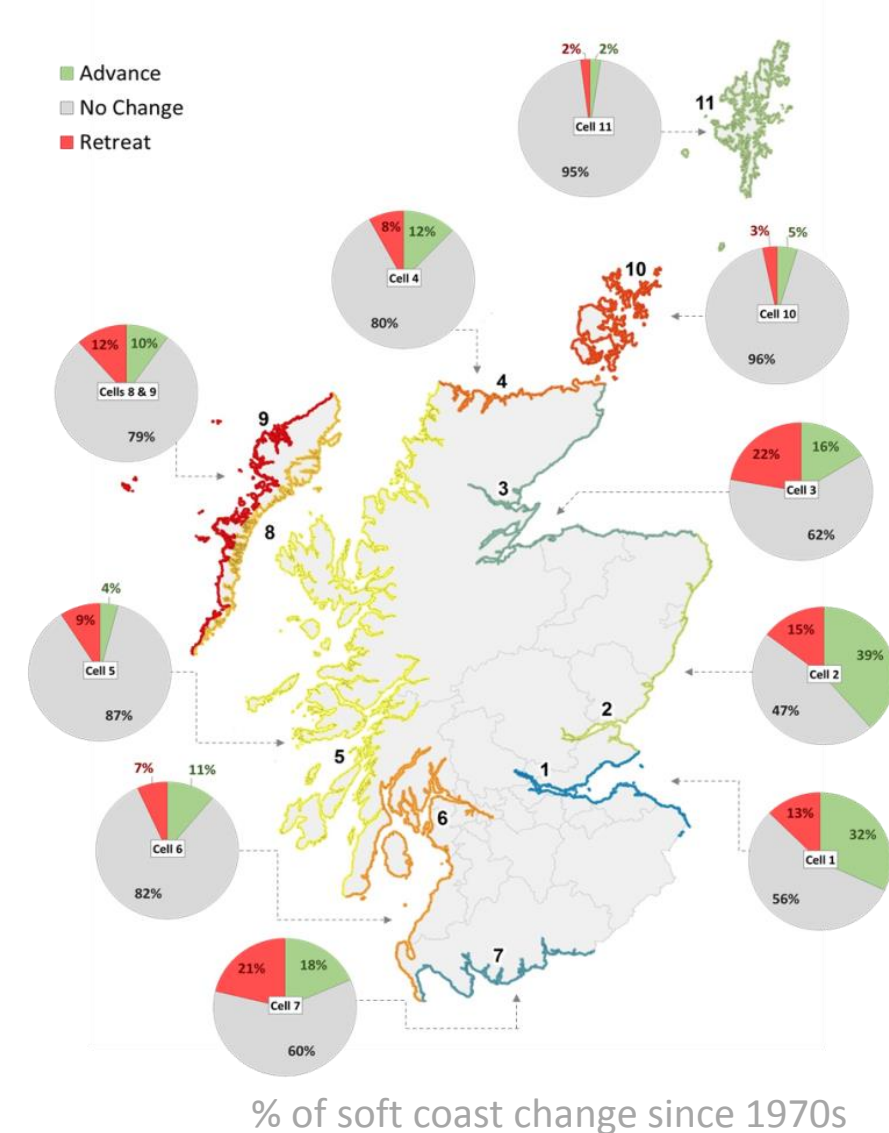 Advance
No Change
Retreat
2% 2%
Cell 11
95%
11
8% 12%
Cell 4
80%
4
10
3% 5%
Cell 10
96%
12% 10%
Cells 8 & 9
79%
9
8
22% 16%
Cell 3
62%
3
4%
9%
Cell 5
87%
5
15% 39%
Cell 2
47%
2
7% 11%
Cell 6
82%
6
13% 32%
Cell 1
56%
1
21% 18%
Cell 7
60%
7
% of soft coast change since 1970s